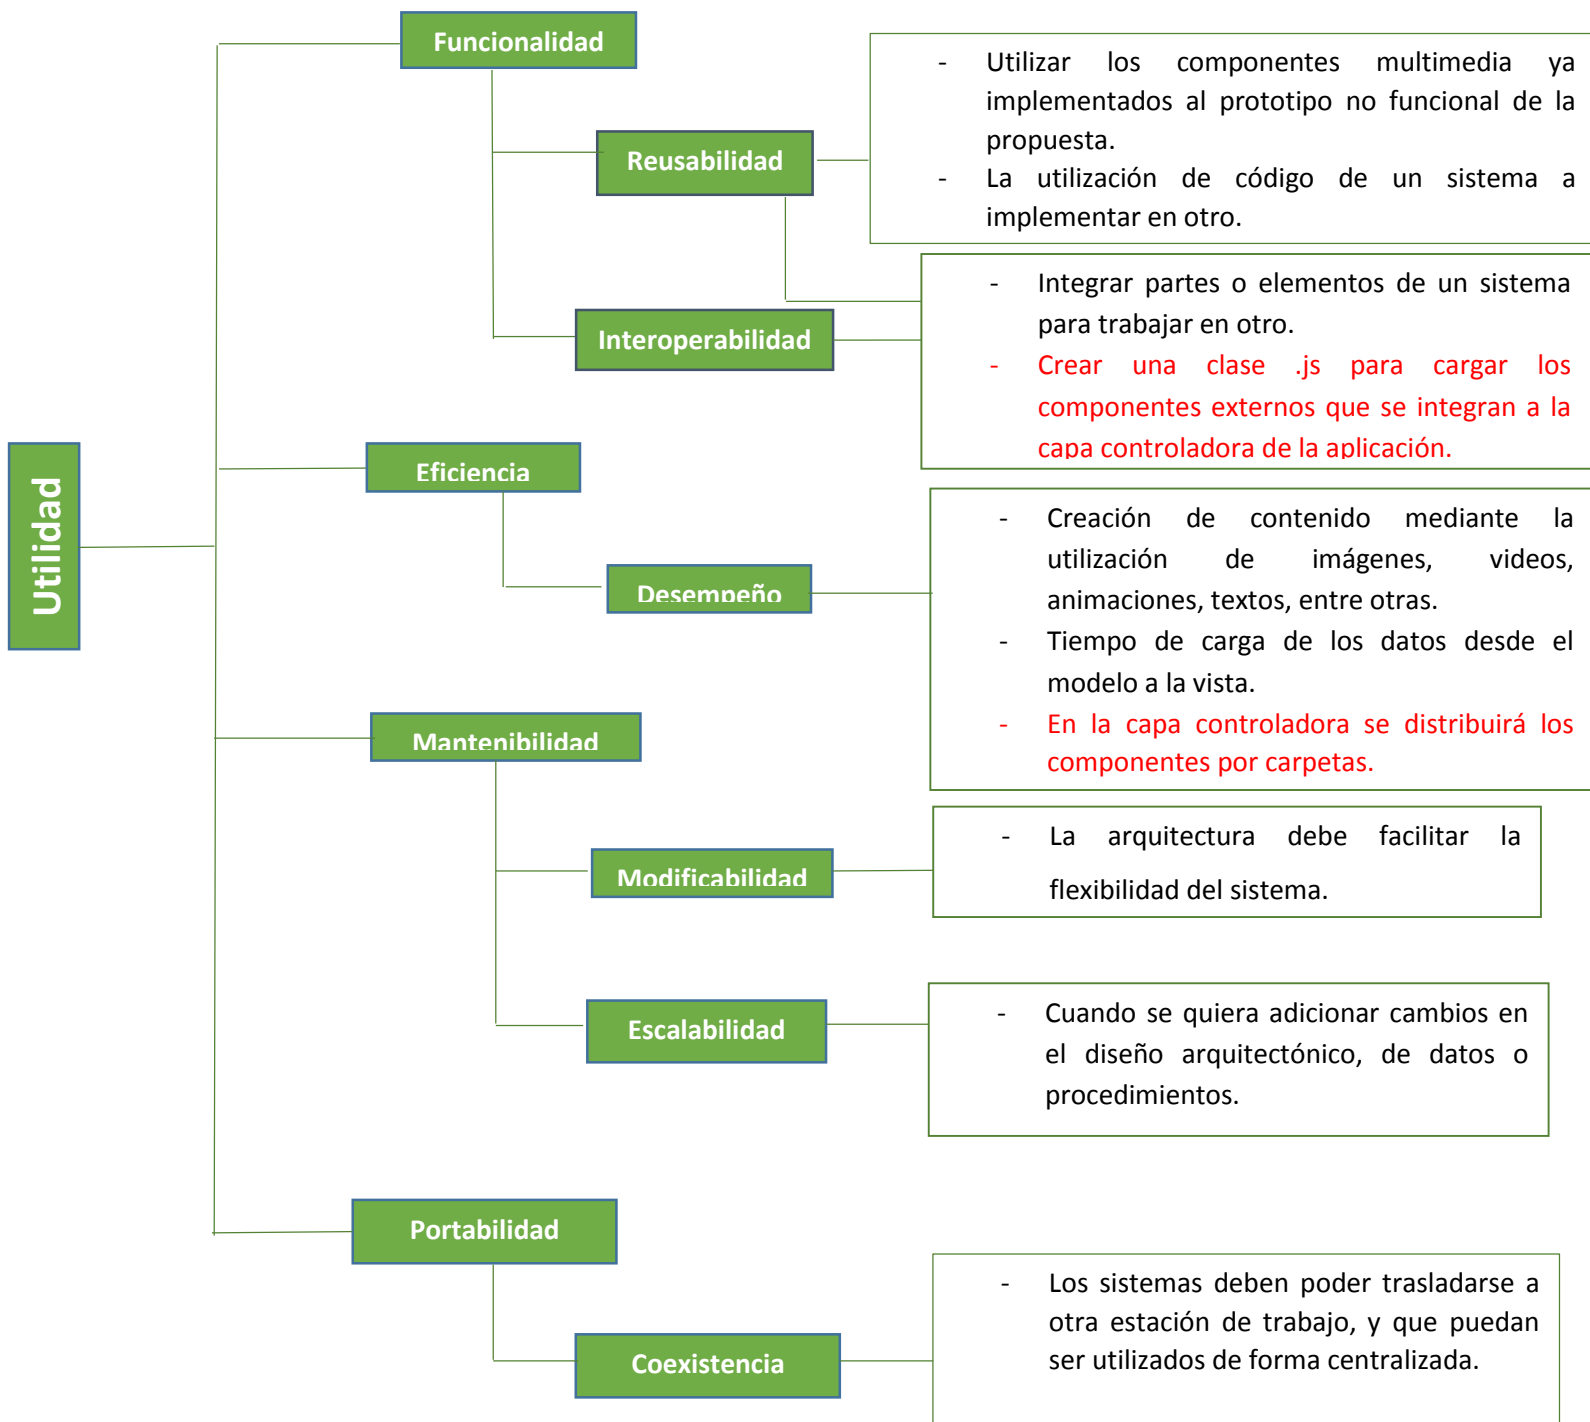 Funcionalidad
- Utilizar los componentes multimedia ya
implementados al prototipo no funcional de la
propuesta.
- La utilización de código de un sistema a
implementar en otro.
Reusabilidad
- Integrar partes o elementos de un sistema
para trabajar en otro.
- Crear una clase .js para cargar los
componentes externos que se integran a la
capa controladora de la aplicación.
Interoperabilidad
Utilidad
Eficiencia
- Creación de contenido mediante la
utilización de imágenes, videos,
animaciones, textos, entre otras.
- Tiempo de carga de los datos desde el
modelo a la vista.
- En la capa controladora se distribuirá los
componentes por carpetas.
Desempeño
Mantenibilidad
- La arquitectura debe facilitar la
flexibilidad del sistema.
Modificabilidad
- Cuando se quiera adicionar cambios en
el diseño arquitectónico, de datos o
procedimientos.
Escalabilidad
Portabilidad
- Los sistemas deben poder trasladarse a
otra estación de trabajo, y que puedan
ser utilizados de forma centralizada.
Coexistencia